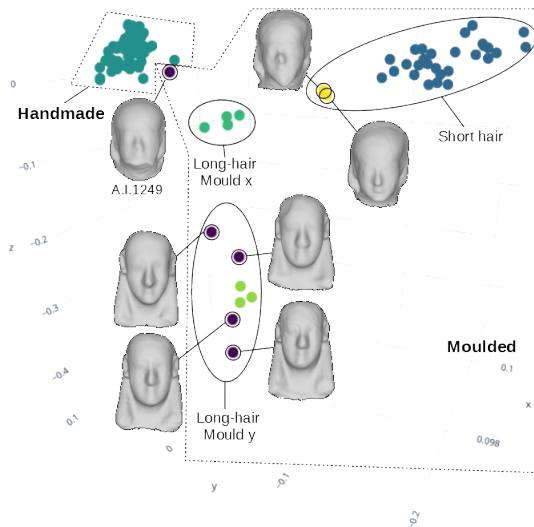 0
Handmade
A.I.1249
Long-hair
Mould x
Short hair
-0.1
z
-0.2
-0.3
-0.4
0.1
0
y
-0.1
-0.2
Long-hair
Mould y
Moulded
0.1
x
0.098